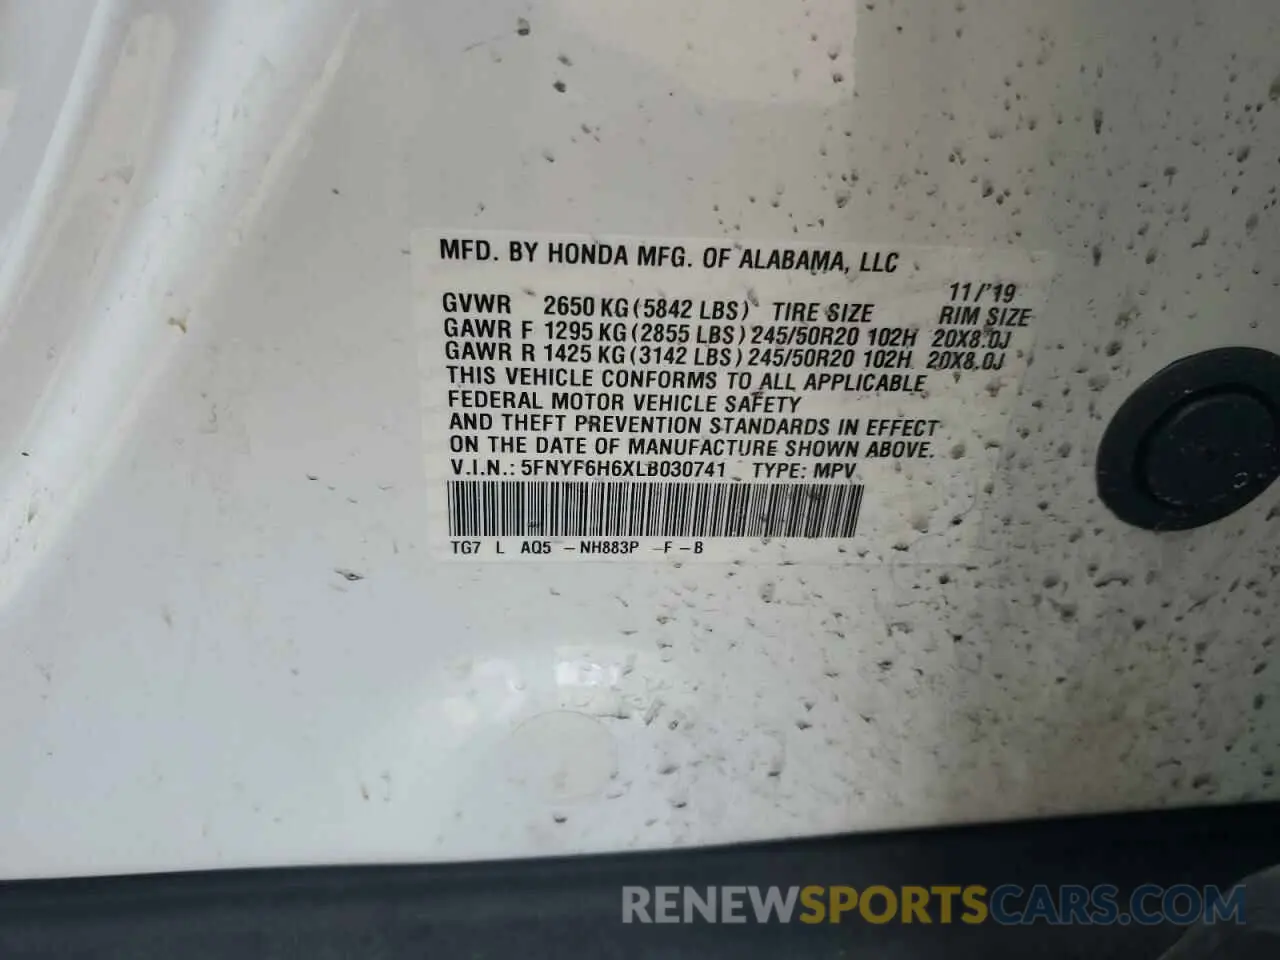 MFD. BY HONDA MFG. OF ALABAMA, LLC
11/'19
GVWR 2650 KG (5842 LBS) TIRE SIZE RIM SIZE
GAWR F 1295 KG (2855 LBS) 245/50R20 102H 20X8.0J
GAWR R 1425 KG (3142 LBS) 245/50R20 102H 20X8.0J
THIS VEHICLE CONFORMS TO ALL APPLICABLE
FEDERAL MOTOR VEHICLE SAFETY
AND THEFT PREVENTION STANDARDS IN EFFECT
ON THE DATE OF MANUFACTURE SHOWN ABOVE.
V.I.N.: 5FNYF6H6XLB030741 TYPE: MPV
TG7 L AQ5 -NH883P -F-B
RENEWSPORTSCARS.COM